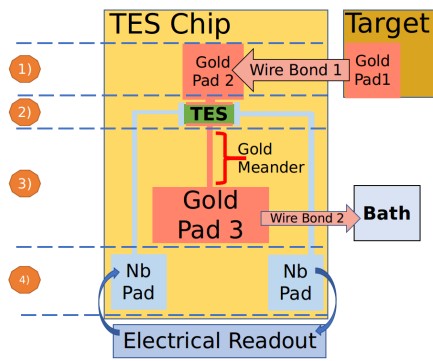 TES Chip
Target
1)
Gold
Pad 2
Wire Bond 1
Gold
Pad1
2)
TES
3)
Gold
Meander
Gold
Pad 3
Wire Bond 2
Bath
4)
Nb
Pad
Nb
Pad
Electrical Readout